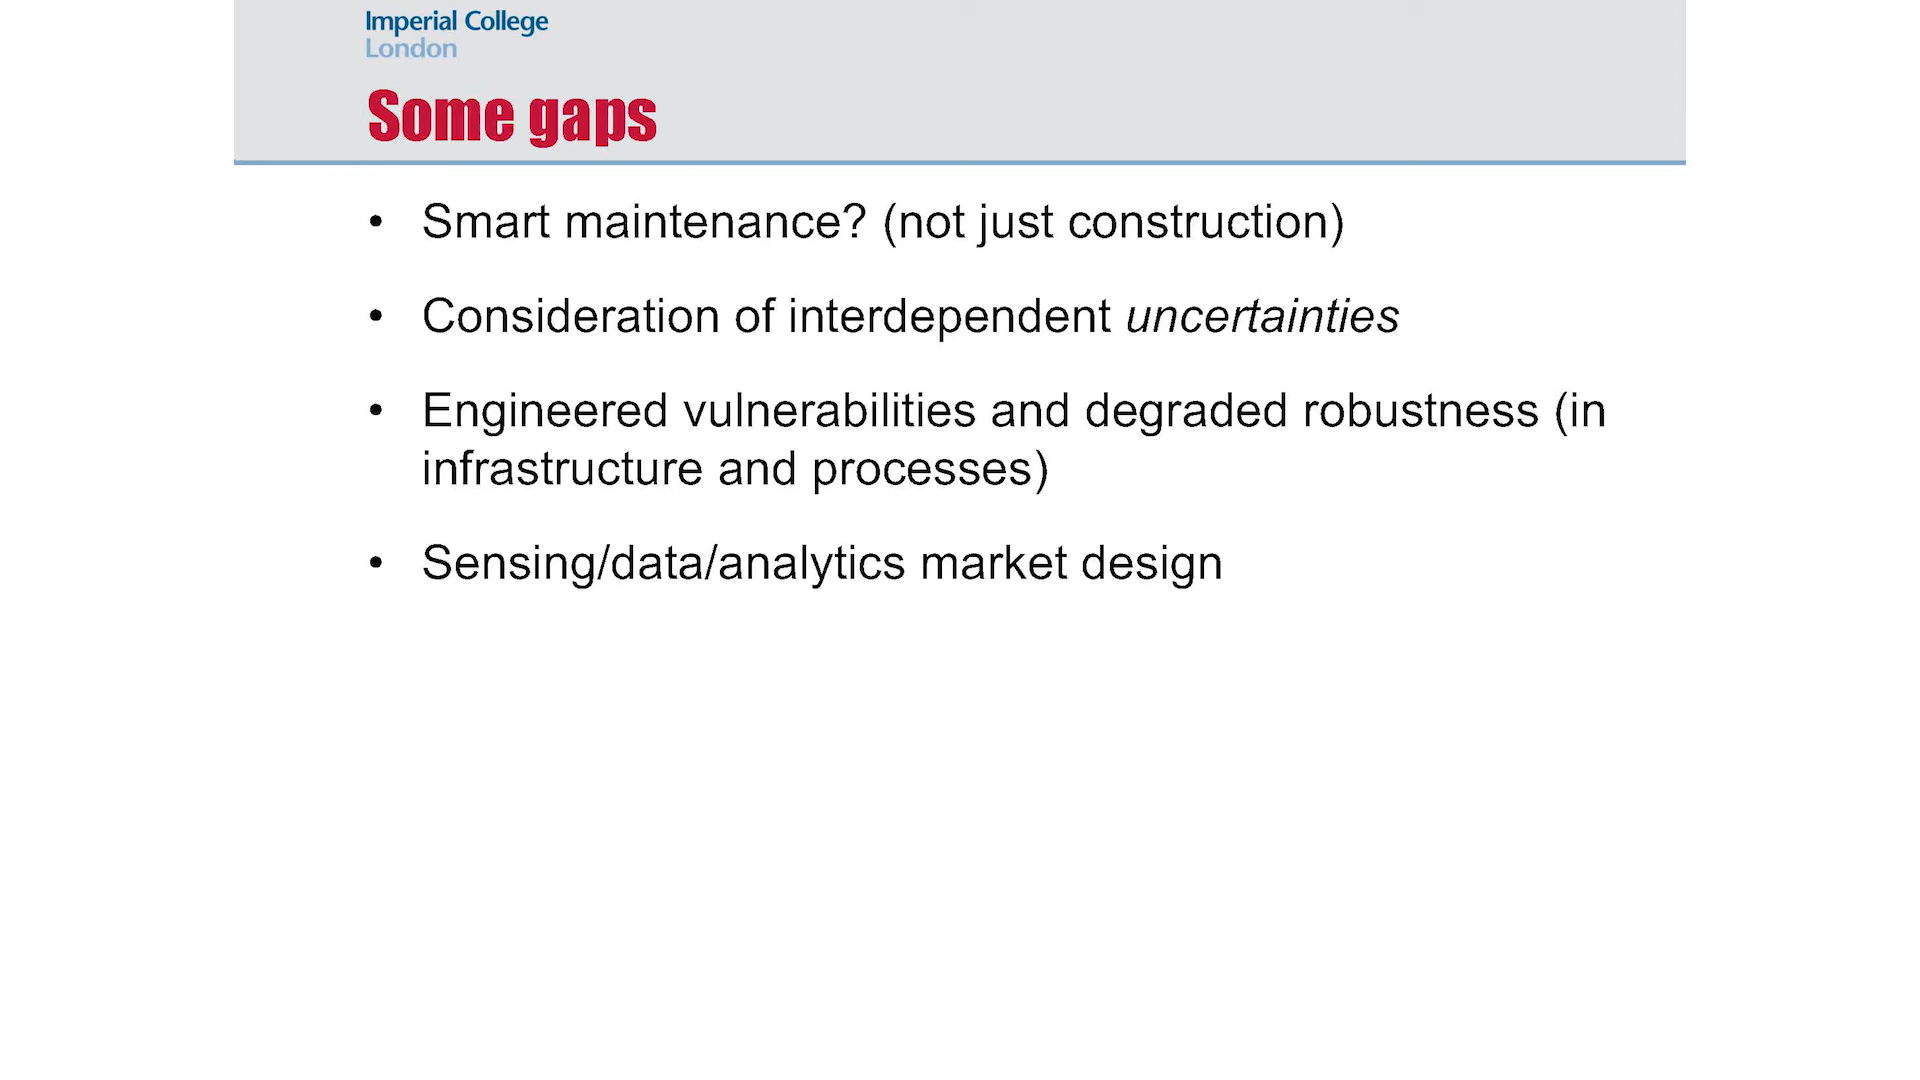 Imperial College
London
Some gaps
• Smart maintenance? (not just construction)
• Consideration of interdependent uncertainties
• Engineered vulnerabilities and degraded robustness (in
infrastructure and processes)
• Sensing/data/analytics market design